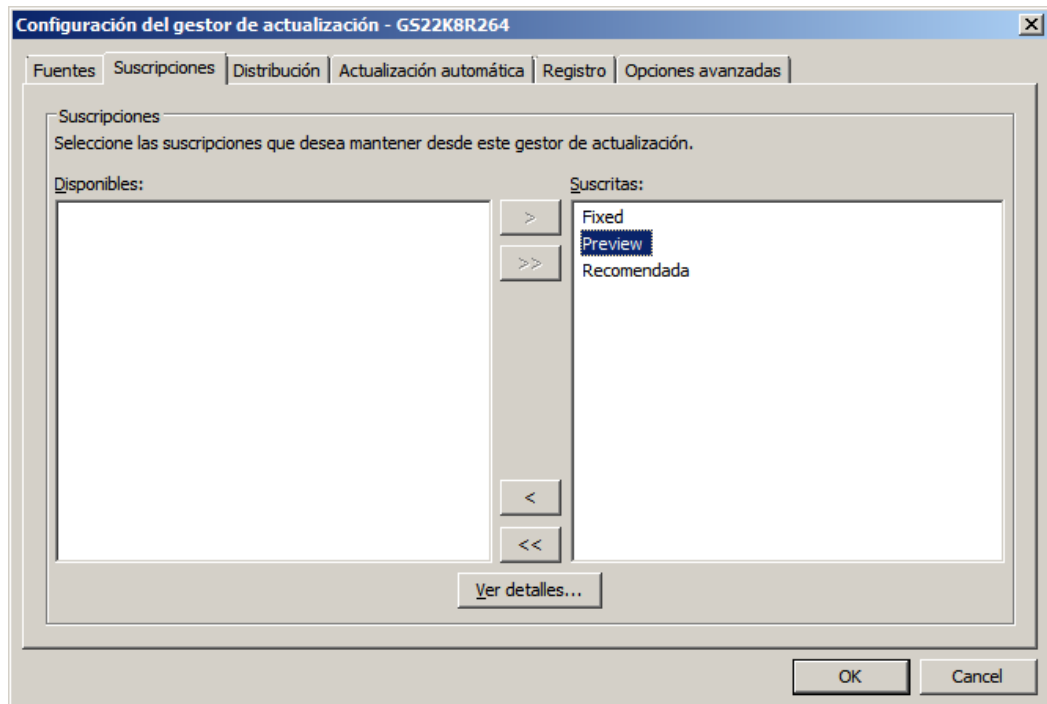 Configuración del gestor de actualización - GS22K8R264
Fuentes Suscripciones Distribución Actualización automática Registro Opciones avanzadas
Suscripciones
Seleccione las suscripciones que desea mantener desde este gestor de actualización.
Disponibles: Suscritas:
> Fixed
Preview
>> Recomendada
<
<<
Ver detalles...
OK Cancel